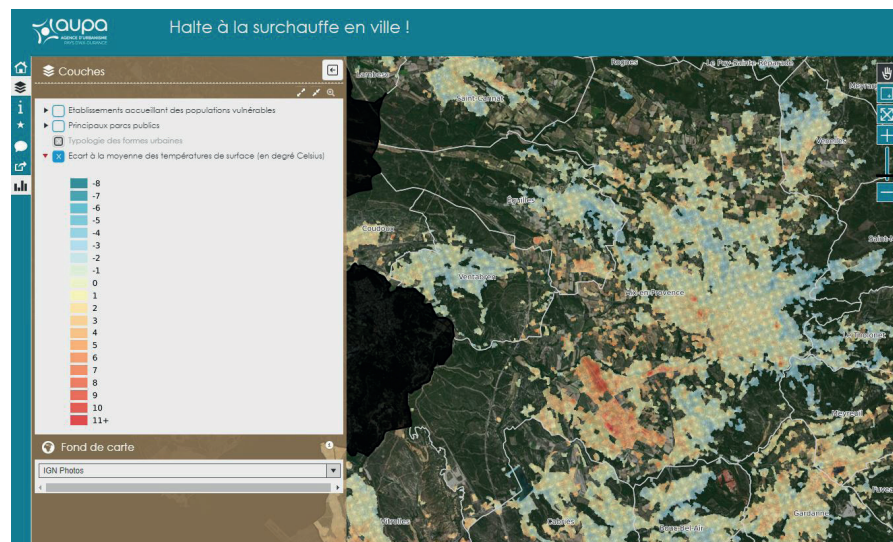 aupa
AGENCE D'URBANISME
PAYS D'AIX-DURANCE
Halte à la surchauffe en ville !
Couches
Etablissements accueillant des populations vulnérables
Principaux parcs publics
Typologie des formes urbaines
X
Ecart à la moyenne des températures de surface (en degré Celsius)
-8
-7
-6
-5
-4
-3
-2
-1
0
1
2
3
4
5
6
7
8
9
10
11+
Fond de carte
IGN Photos
Lambesc
Rognes
Le Puy-Sainte-Réparade
Saint-Cannat
Venelles
Éguilles
Coudoux
Ventabren
Aix-en-Provence
Le Tholonet
Meyreuil
Gardanne
Vitrolles
Cabriès
Bouc-Bel-Air